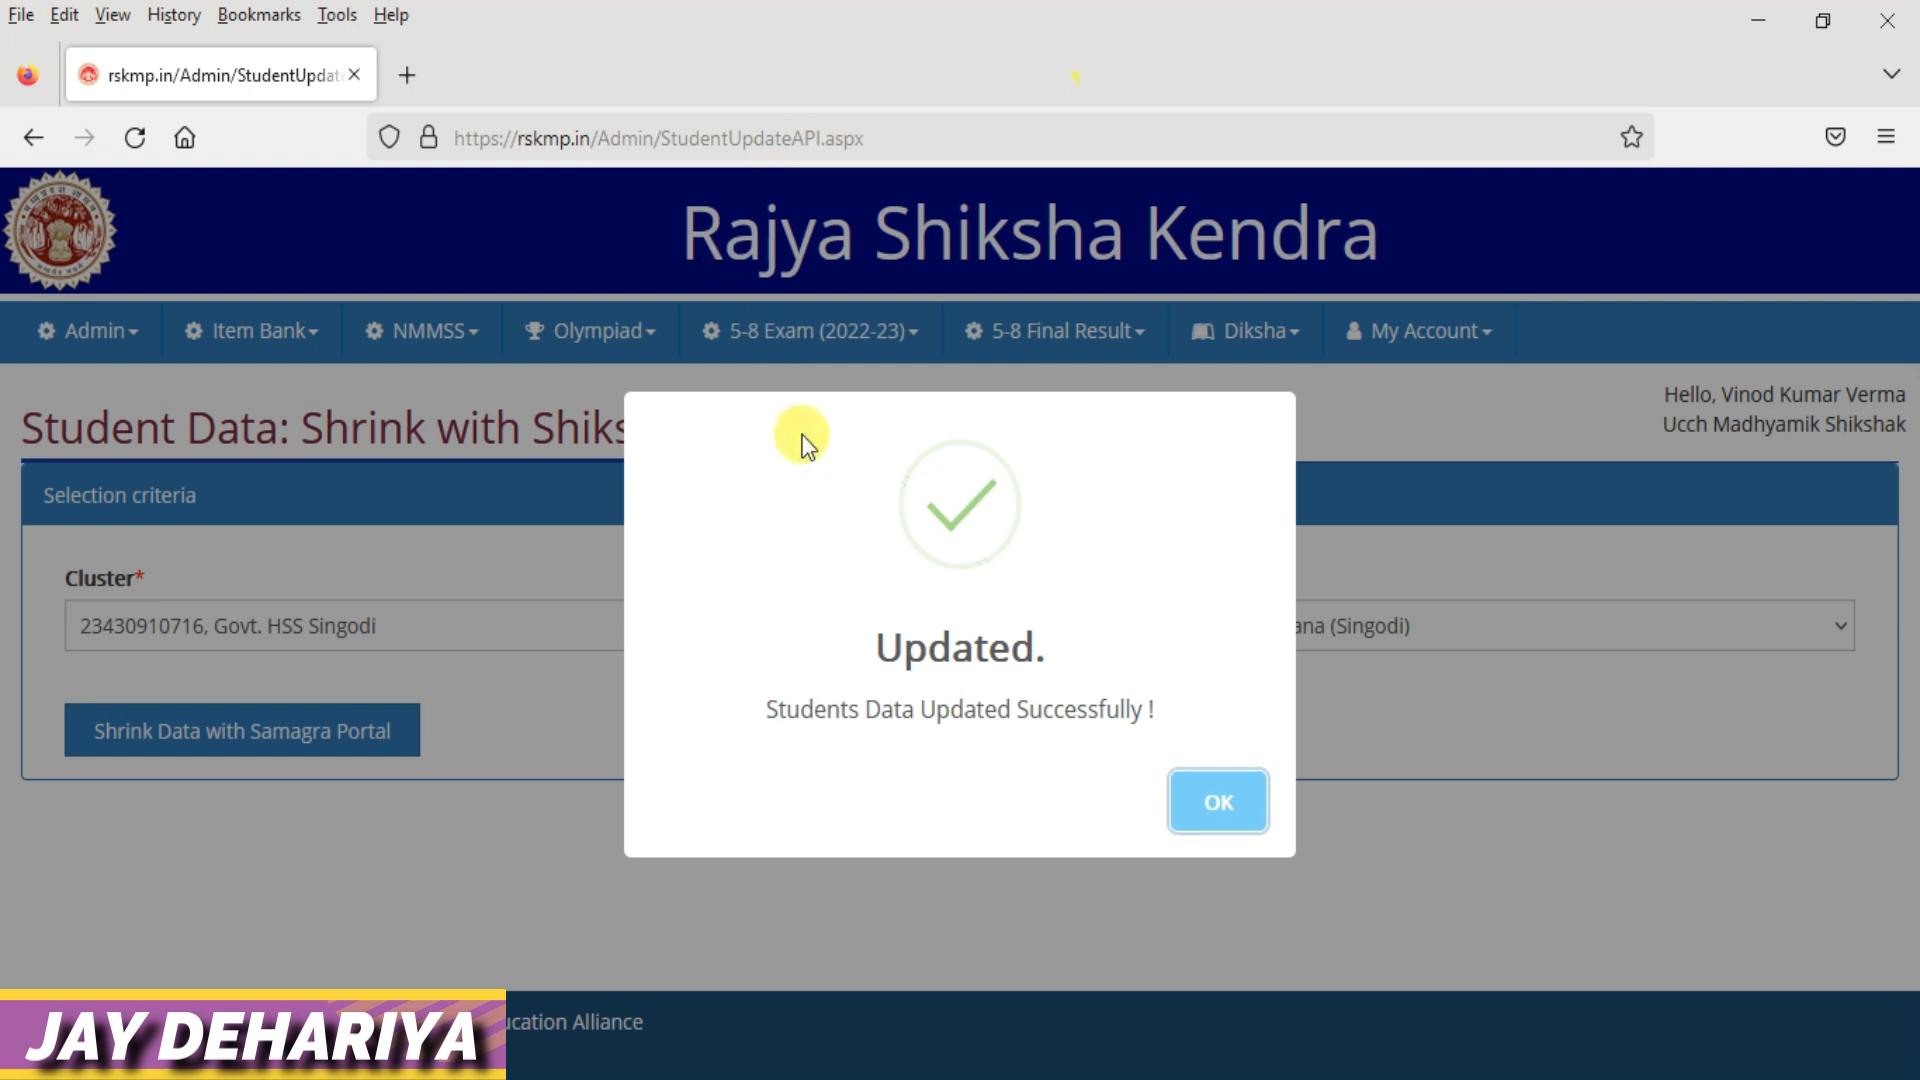 File Edit View History Bookmarks Tools Help
rskmp.in/Admin/StudentUpdat
https://rskmp.in/Admin/StudentUpdateAPI.aspx
Rajya Shiksha Kendra
Admin Item Bank NMMSS Olympiad 5-8 Exam (2022-23) 5-8 Final Result Diksha My Account
Hello, Vinod Kumar Verma
Ucch Madhyamik Shikshak
Student Data: Shrink with Shiks
Selection criteria
Cluster*
23430910716, Govt. HSS Singodi
ana (Singodi)
Shrink Data with Samagra Portal
Updated.
Students Data Updated Successfully !
OK
ucation Alliance
JAY DEHARIYA